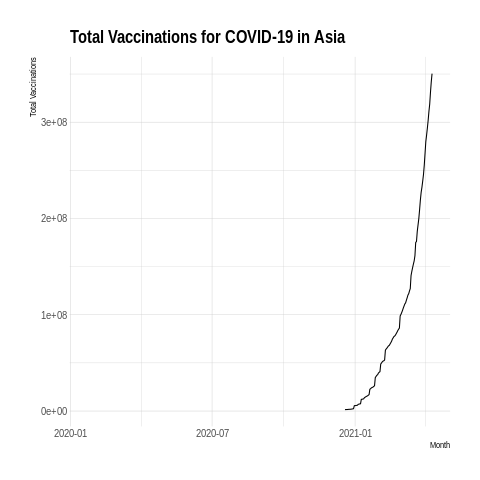 Total Vaccinations for COVID-19 in Asia
Total Vaccinations
3e+08
2e+08
1e+08
0e+00
2020-01
2020-07
2021-01
Month